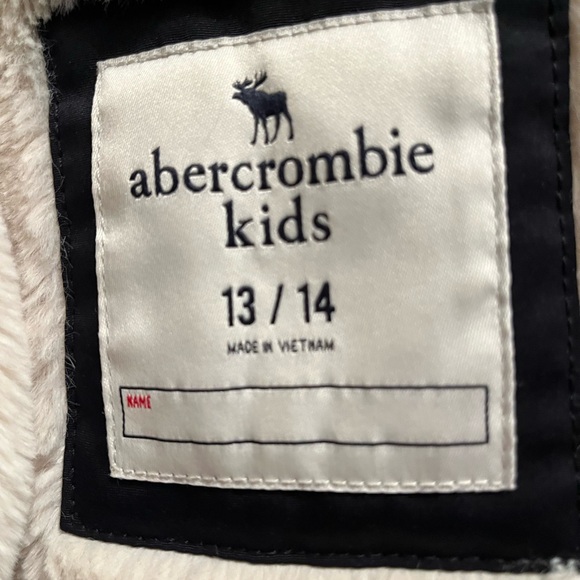 abercrombie
kids
13 / 14
MADE IN VIETNAM
NAME